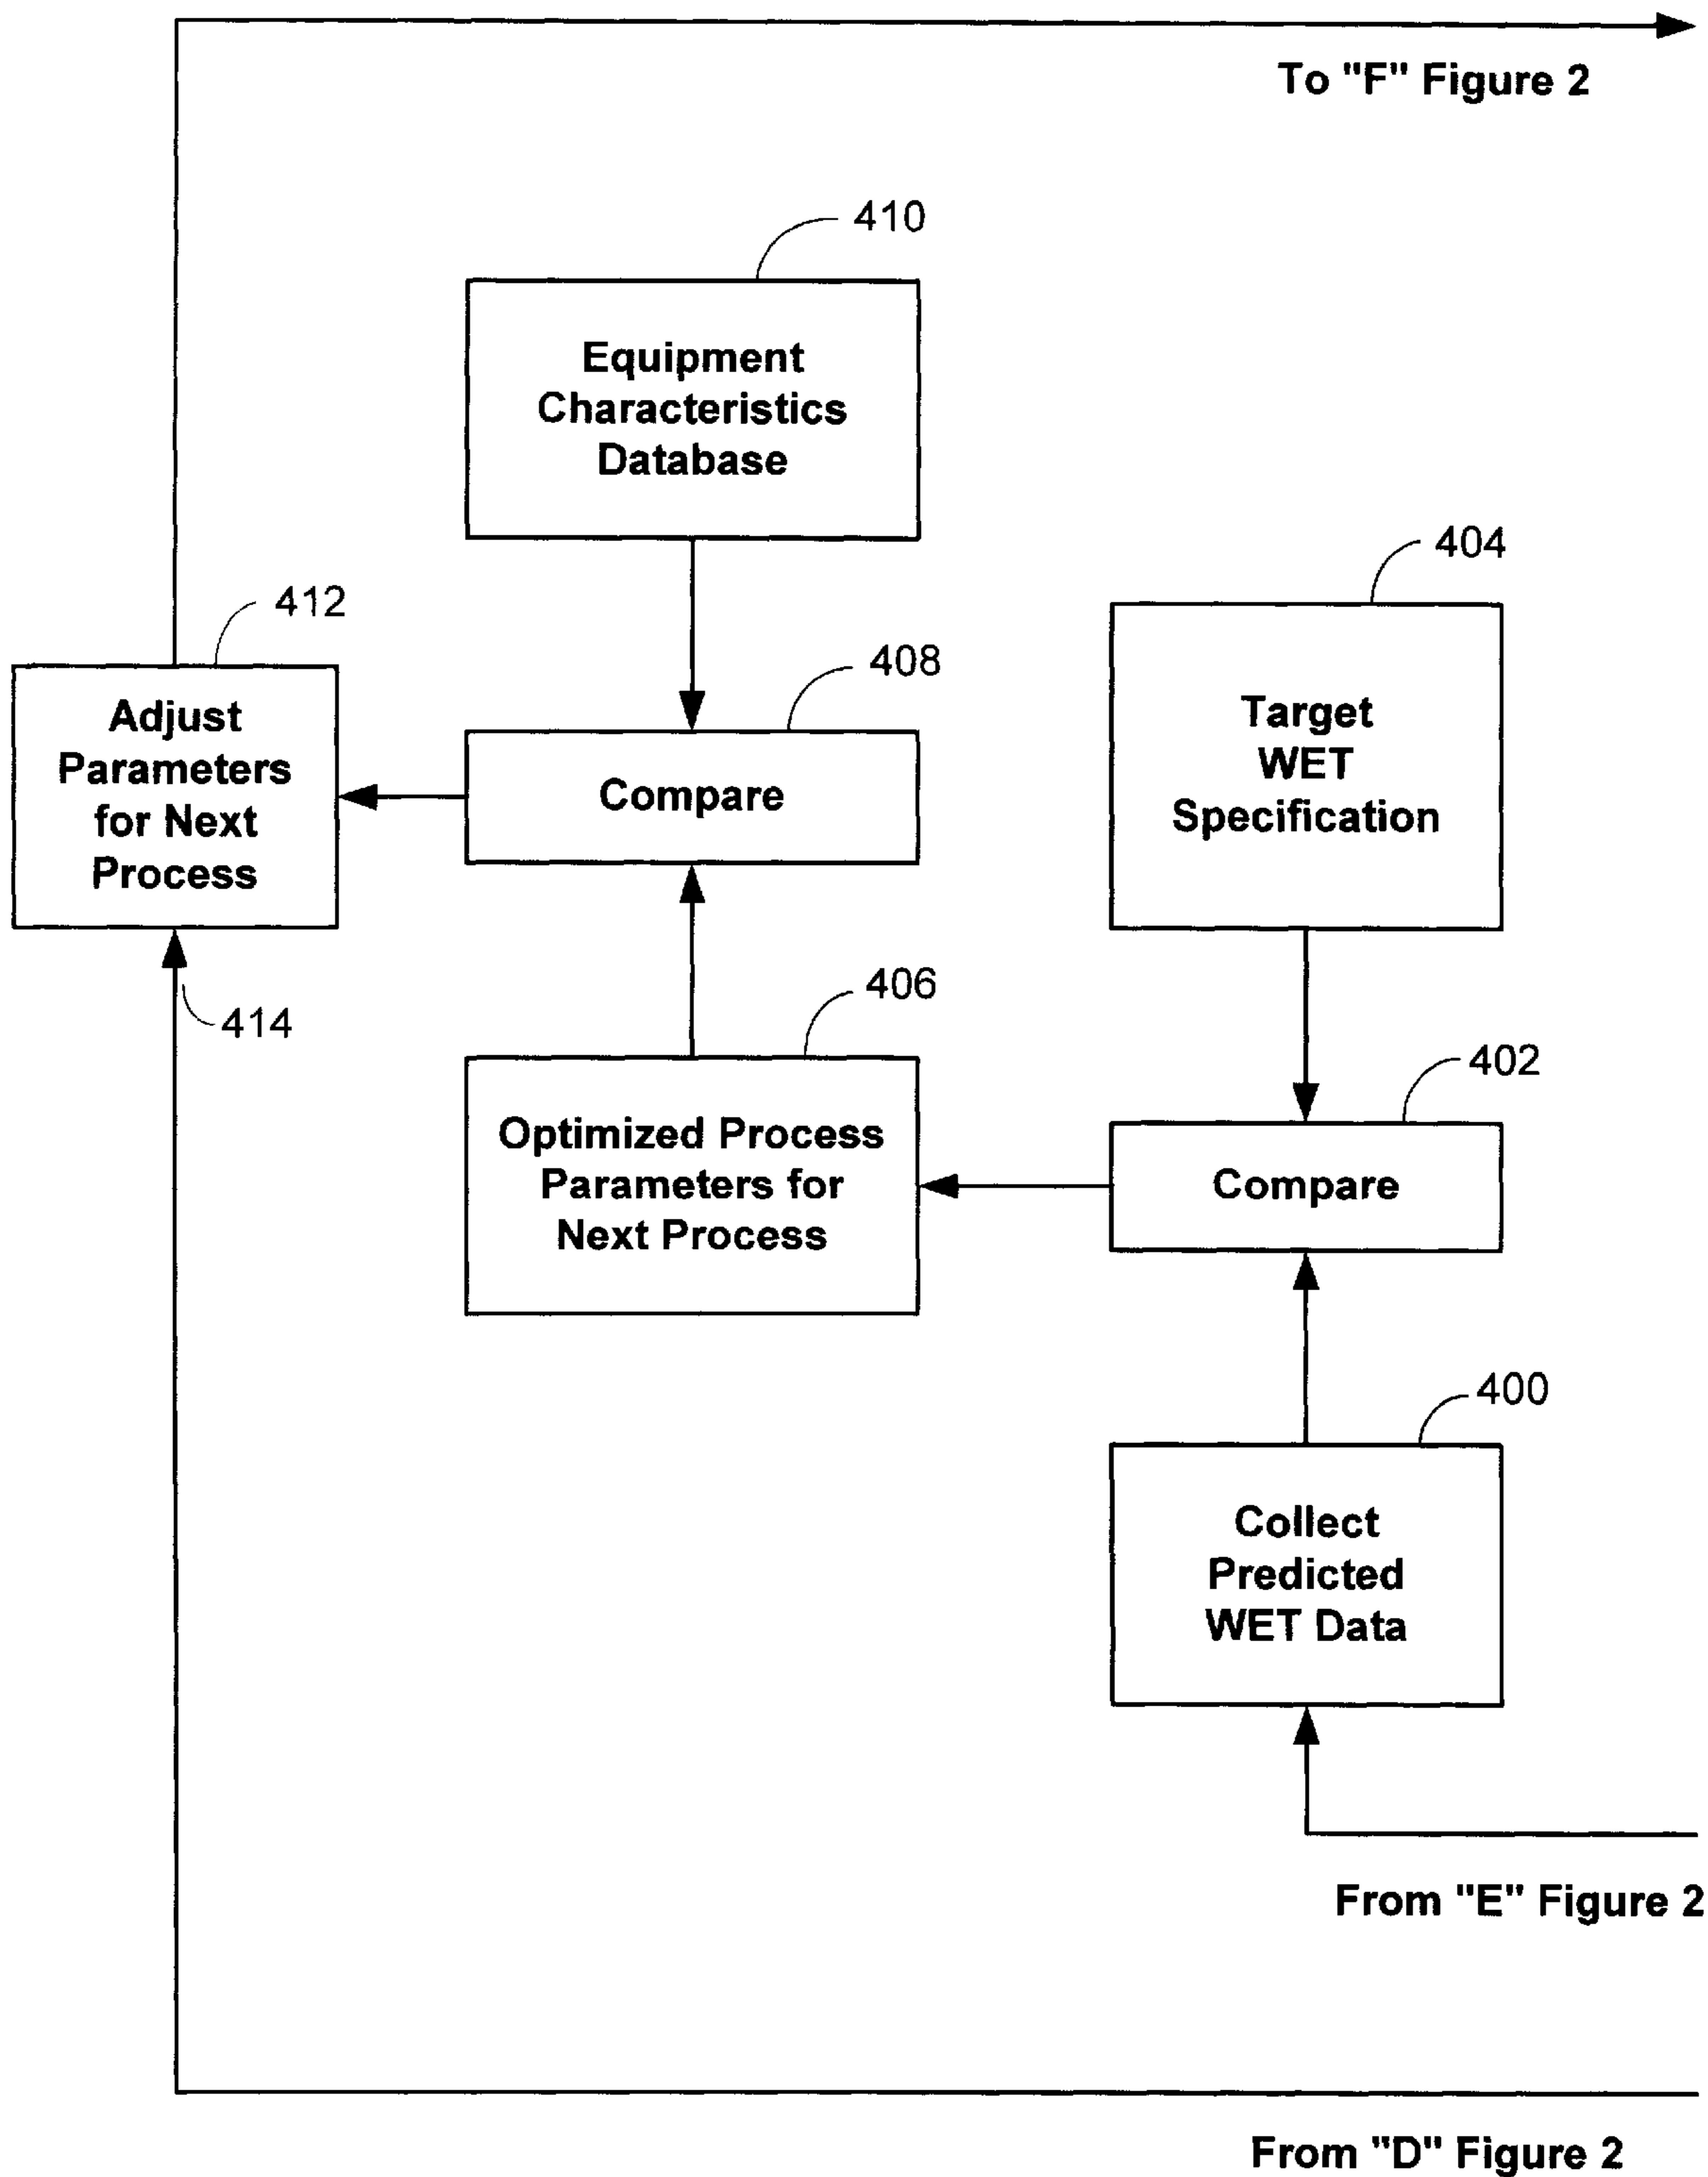 To "F" Figure 2
410
Equipment
Characteristics
Database
404
412
408
Adjust
Parameters
for Next
Process
Compare
Target
WET
Specification
406
414
402
Optimized Process
Parameters for
Next Process
Compare
400
Collect
Predicted
WET Data
From "E" Figure 2
From "D" Figure 2